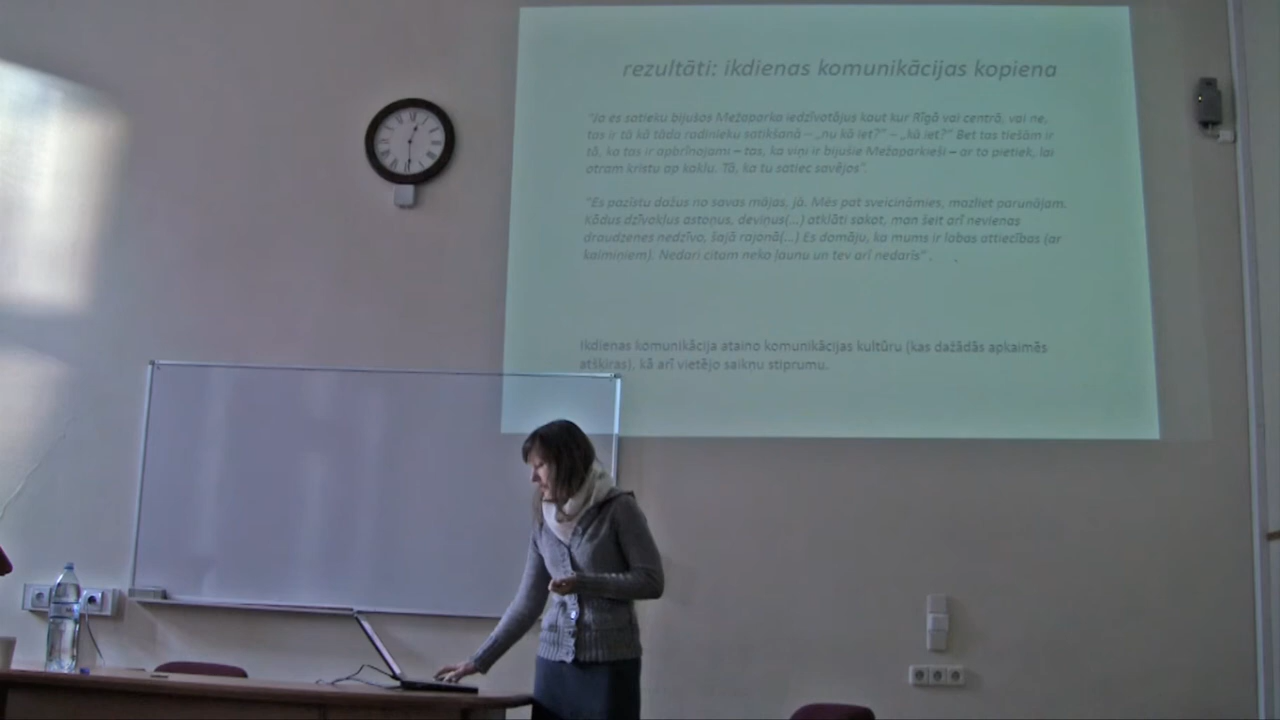 rezultāti: ikdienas komunikācijas kopiena
"Ja es satieku bijušos Mežaparka iedzīvotājus kaut kur Rīgā vai centrā, vai ne,
tas ir tā kā tāda radinieku satikšanā – „nu kā iet?" – „kā iet?" Bet tas tiešām ir
tā, ka tas ir apbrīnojami – tas, ka viņi ir bijušie Mežaparkieši – ar to pietiek, lai
otram kristu ap kaklu. Tā, ka tu satiec savējos".
"Es pazīstu dažus no savas mājas, jā. Mēs pat sveicināmies, mazliet parunājam.
Kādus dzīvokļus astoņus, deviņus(...) atklāti sakot, man šeit arī nevienas
draudzenes nedzīvo, šajā rajonā(...) Es domāju, ka mums ir labas attiecības (ar
kaimiņiem). Nedari citam neko ļaunu un tev arī nedarīs" .
Ikdienas komunikācija ataino komunikācijas kultūru (kas dažādās apkaimēs
atšķiras), kā arī vietējo saikņu stiprumu.